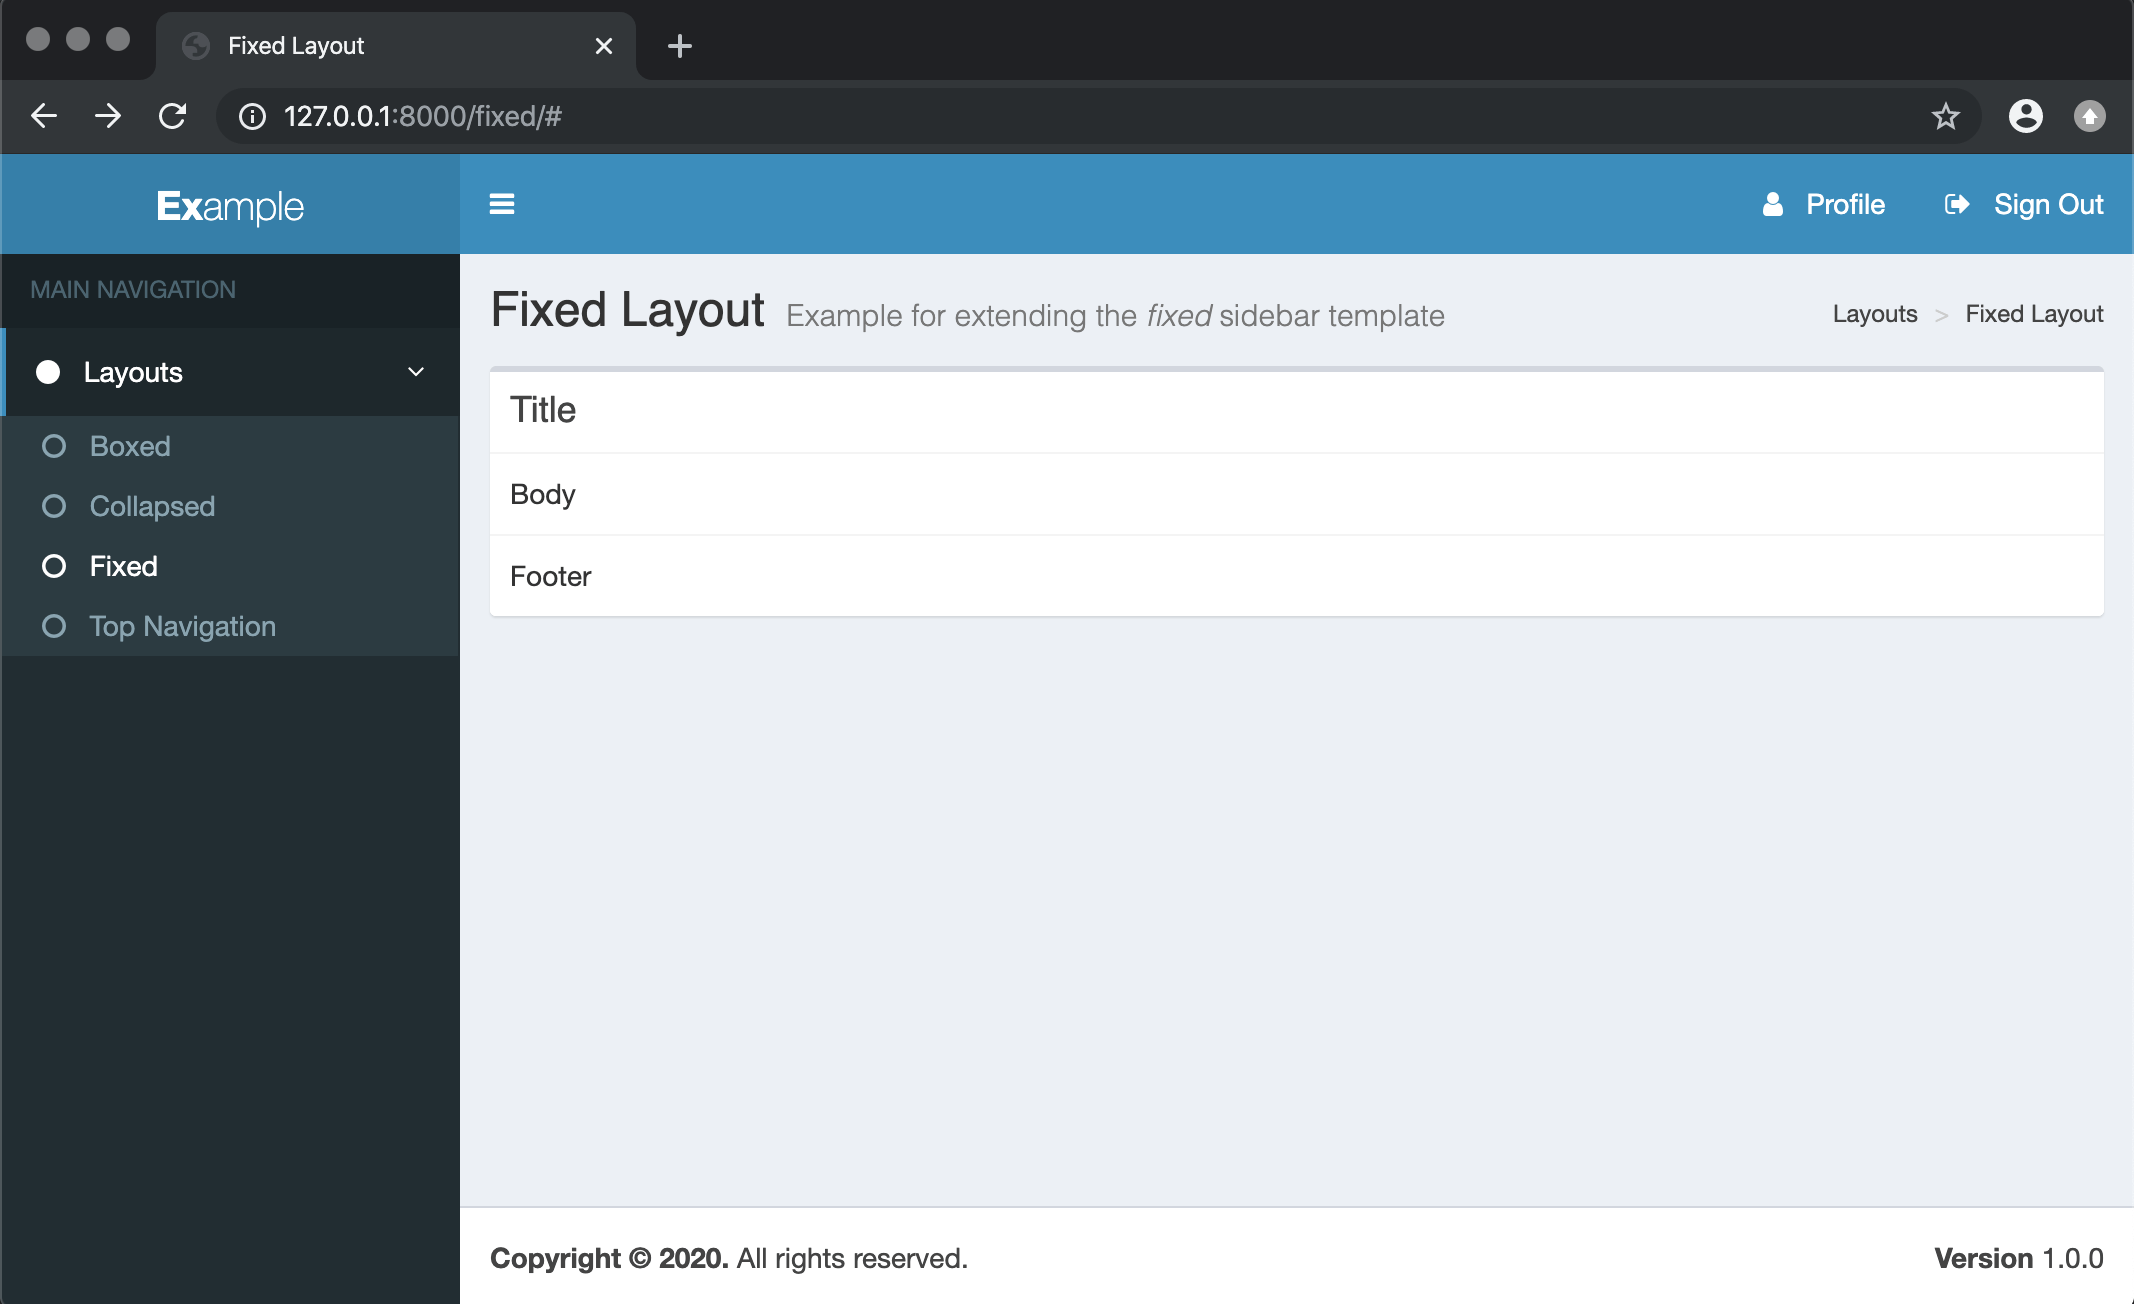 Fixed Layout
127.0.0.1:8000/fixed/#
Example
Profile
Sign Out
MAIN NAVIGATION
Layouts
Boxed
Collapsed
Fixed
Top Navigation
Fixed Layout Example for extending the fixed sidebar template
Layouts > Fixed Layout
Title
Body
Footer
Copyright © 2020. All rights reserved.
Version 1.0.0